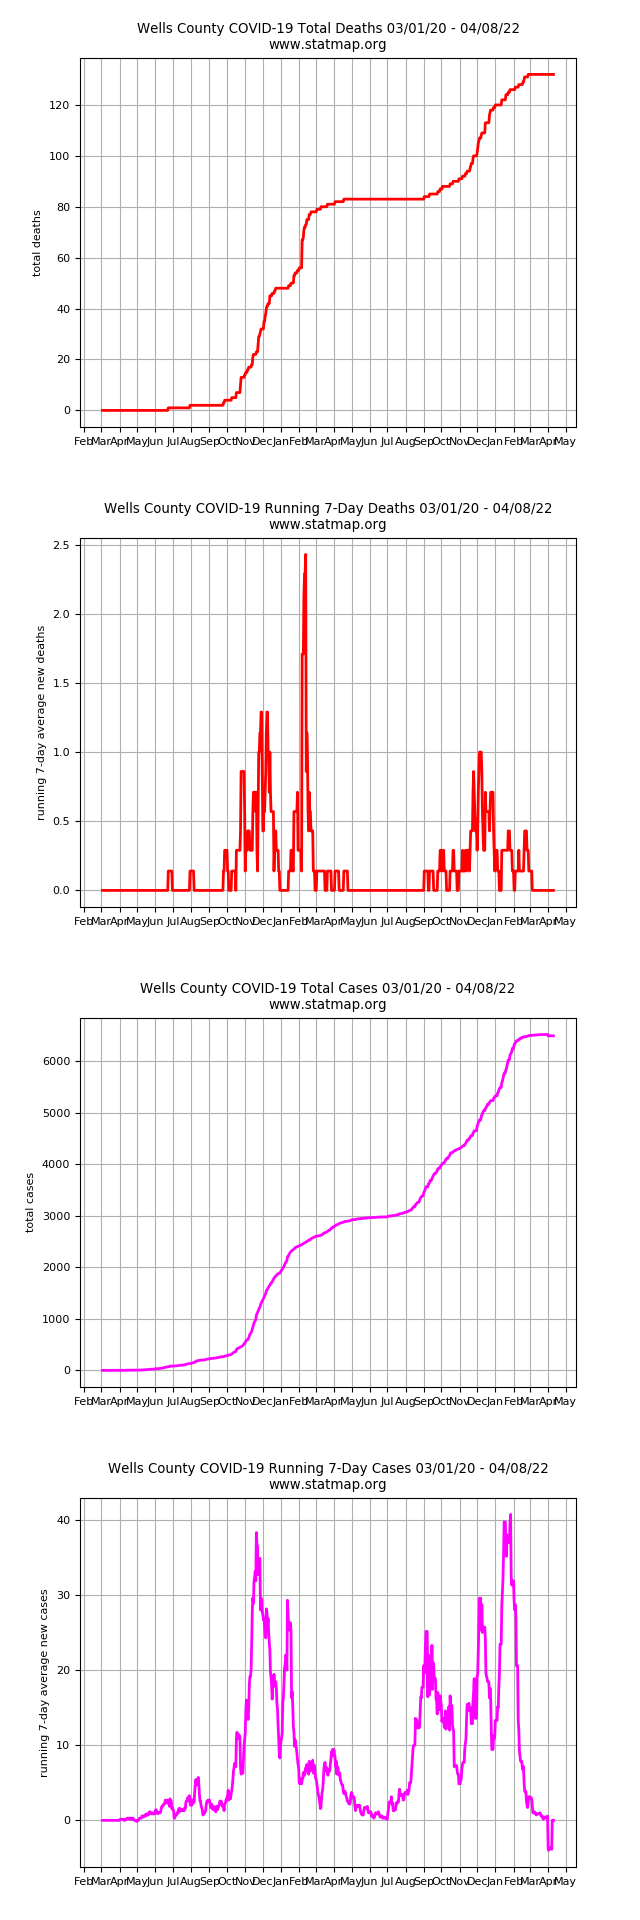 Wells County COVID-19 Total Deaths 03/01/20 - 04/08/22
www.statmap.org
120
100
80
60
40
20
0
total deaths
Feb Mar Apr May Jun Jul Aug Sep Oct Nov Dec Jan Feb Mar Apr May Jun Jul Aug Sep Oct Nov Dec Jan Feb Mar Apr May
Wells County COVID-19 Running 7-Day Deaths 03/01/20 - 04/08/22
www.statmap.org
2.5
2.0
1.5
1.0
0.5
0.0
running 7-day average new deaths
Feb Mar Apr May Jun Jul Aug Sep Oct Nov Dec Jan Feb Mar Apr May Jun Jul Aug Sep Oct Nov Dec Jan Feb Mar Apr May
Wells County COVID-19 Total Cases 03/01/20 - 04/08/22
www.statmap.org
6000
5000
4000
3000
2000
1000
0
total cases
Feb Mar Apr May Jun Jul Aug Sep Oct Nov Dec Jan Feb Mar Apr May Jun Jul Aug Sep Oct Nov Dec Jan Feb Mar Apr May
Wells County COVID-19 Running 7-Day Cases 03/01/20 - 04/08/22
www.statmap.org
40
30
20
10
0
running 7-day average new cases
Feb Mar Apr May Jun Jul Aug Sep Oct Nov Dec Jan Feb Mar Apr May Jun Jul Aug Sep Oct Nov Dec Jan Feb Mar Apr May